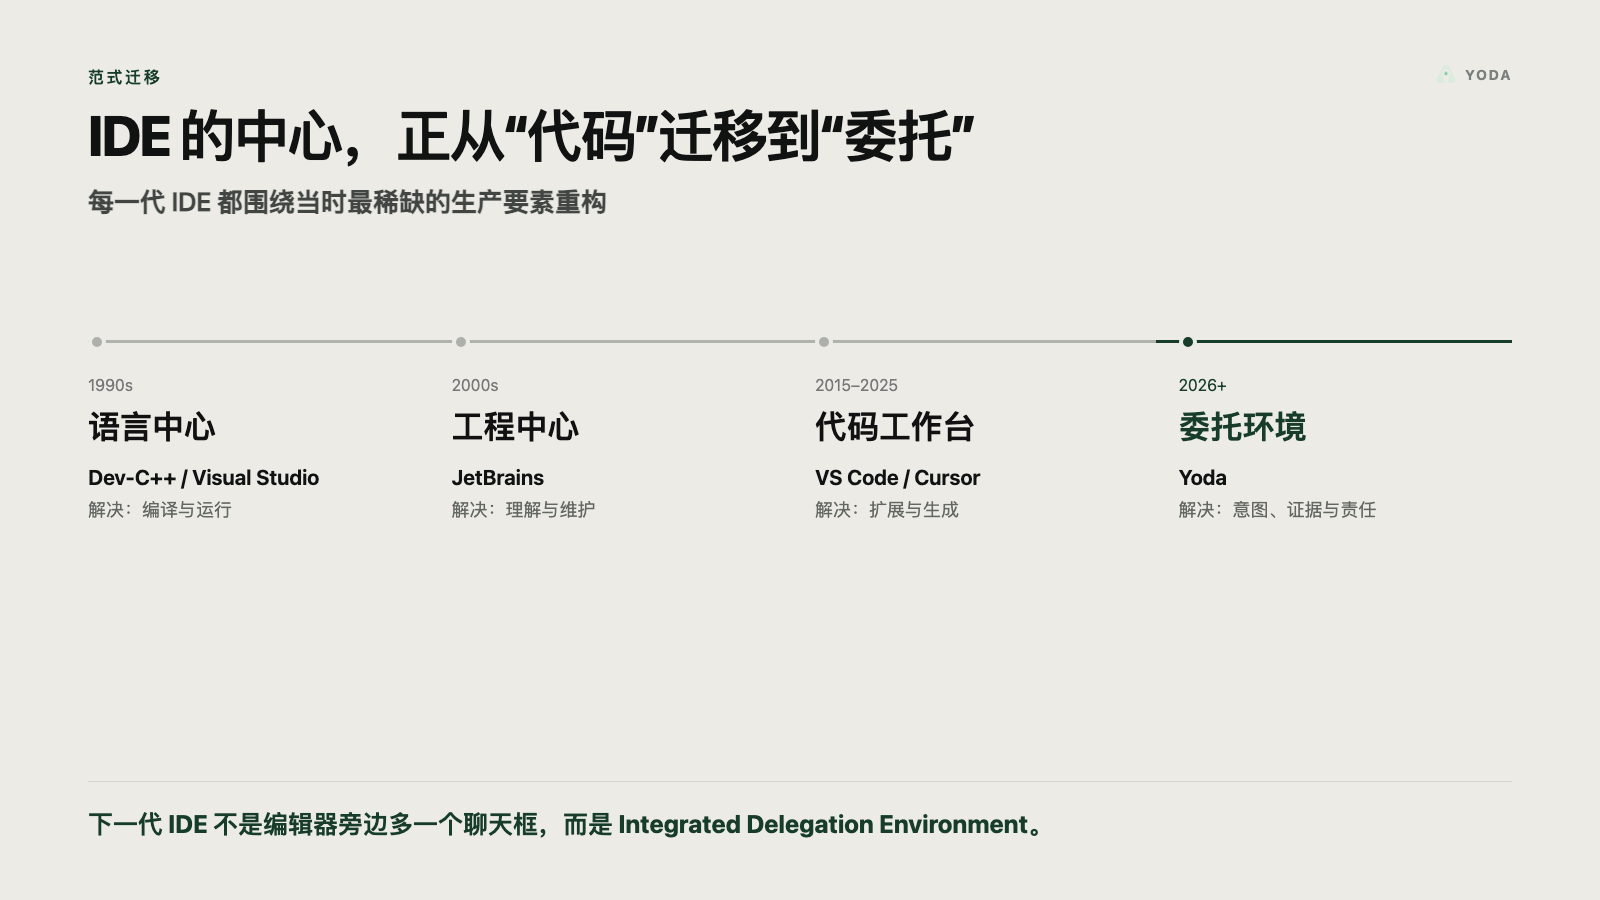 范式迁移
YODA
IDE 的中心，正从“代码”迁移到“委托”
每一代 IDE 都围绕当时最稀缺的生产要素重构
1990s
语言中心
Dev-C++ / Visual Studio
解决：编译与运行
2000s
工程中心
JetBrains
解决：理解与维护
2015–2025
代码工作台
VS Code / Cursor
解决：扩展与生成
2026+
委托环境
Yoda
解决：意图、证据与责任
下一代 IDE 不是编辑器旁边多一个聊天框，而是 Integrated Delegation Environment。